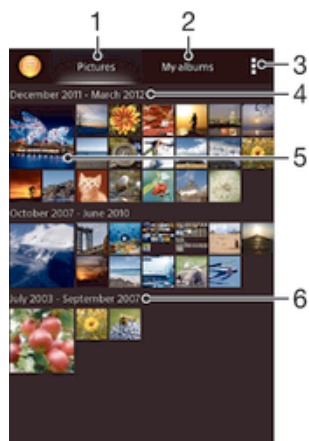 1
2
Pictures
My albums
3
December 2011 - March 2012
4
5
October 2007 - June 2010
July 2003 - September 2007
6